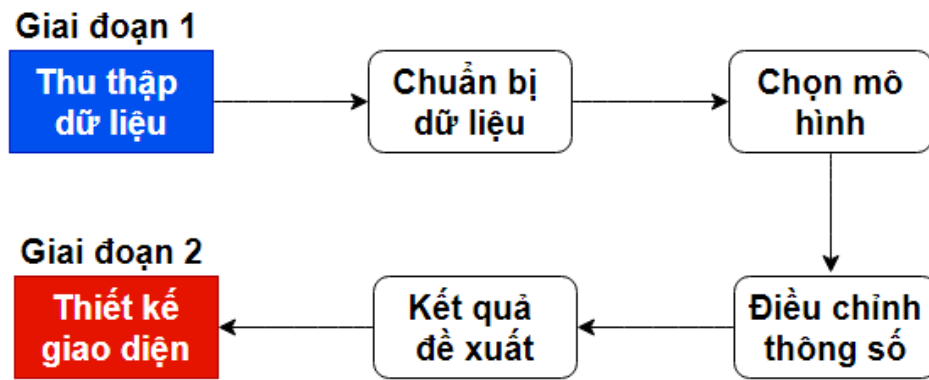 Giai đoạn 1
Thu thập
dữ liệu
Chuẩn bị
dữ liệu
Chọn mô
hình
Giai đoạn 2
Thiết kế
giao diện
Kết quả
đề xuất
Điều chỉnh
thông số